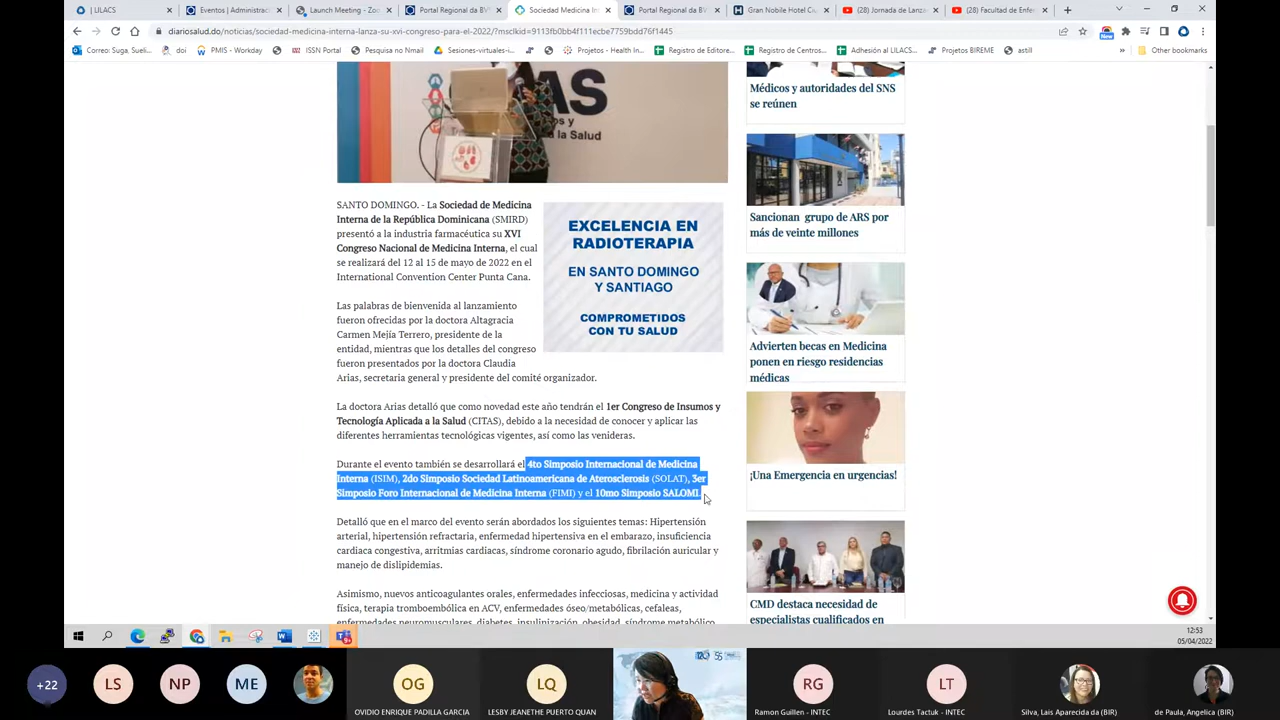 LILACS
Eventos | Administrac
Launch Meeting - Zoo
Portal Regional da BVS
Sociedad Medicina Int
Portal Regional da BV
Gran Nobile Hotel Ciu
(28) Jornada de Lanza
(28) Facultad de Enfe
diariosalud.do/noticias/sociedad-medicina-interna-lanza-su-xvi-congreso-para-el-2022/?msclkid=9113fb0bb4f111ecbe7759bdd76f1445
Correo: Suga, Sueli...
doi
PMIS - Workday
ISSN Portal
Pesquisa no Nmail
Sesiones-virtuales-i...
Projetos - Health In...
Registro de Editore...
Registro de Centros...
Adhesión al LILACS...
Projetos BIREME
astill
Other bookmarks
AS
os y
a la Salud
Médicos y autoridades del SNS
se reúnen
SANTO DOMINGO. - La Sociedad de Medicina
Interna de la República Dominicana (SMIRD)
presentó a la industria farmacéutica su XVI
Congreso Nacional de Medicina Interna, el cual
se realizará del 12 al 15 de mayo de 2022 en el
International Convention Center Punta Cana.
EXCELENCIA EN
RADIOTERAPIA
EN SANTO DOMINGO
Y SANTIAGO
COMPROMETIDOS
CON TU SALUD
Sancionan grupo de ARS por
más de veinte millones
Las palabras de bienvenida al lanzamiento
fueron ofrecidas por la doctora Altagracia
Carmen Mejía Terrero, presidente de la
entidad, mientras que los detalles del congreso
fueron presentados por la doctora Claudia
Arias, secretaria general y presidente del comité organizador.
Advierten becas en Medicina
ponen en riesgo residencias
médicas
La doctora Arias detalló que como novedad este año tendrán el 1er Congreso de Insumos y
Tecnología Aplicada a la Salud (CITAS), debido a la necesidad de conocer y aplicar las
diferentes herramientas tecnológicas vigentes, así como las venideras.
Durante el evento también se desarrollará el 4to Simposio Internacional de Medicina
Interna (ISIM), 2do Simposio Sociedad Latinoamericana de Aterosclerosis (SOLAT), 3er
Simposio Foro Internacional de Medicina Interna (FIMI) y el 10mo Simposio SALOMI.
¡Una Emergencia en urgencias!
Detalló que en el marco del evento serán abordados los siguientes temas: Hipertensión
arterial, hipertensión refractaria, enfermedad hipertensiva en el embarazo, insuficiencia
cardiaca congestiva, arritmias cardiacas, síndrome coronario agudo, fibrilación auricular y
manejo de dislipidemias.
Asimismo, nuevos anticoagulantes orales, enfermedades infecciosas, medicina y actividad
física, terapia tromboembólica en ACV, enfermedades óseo/metabólicas, cefaleas,
enfermedades neuromusculares, diabetes, insulinización, obesidad, síndrome metabólico
CMD destaca necesidad de
especialistas cualificados en
12:53
05/04/2022
+22
LS
NP
ME
OG
LQ
RG
LT
OVIDIO ENRIQUE PADILLA GARCIA
LESBY JEANETHE PUERTO QUAN
Ramon Guillen - INTEC
Lourdes Tactuk - INTEC
Silva, Lais Aparecida da (BIR)
de Paula, Angelica (BIR)